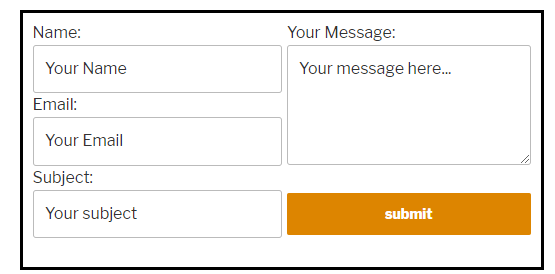 Name:
Your Name
Email:
Your Email
Subject:
Your subject
Your Message:
Your message here...
submit